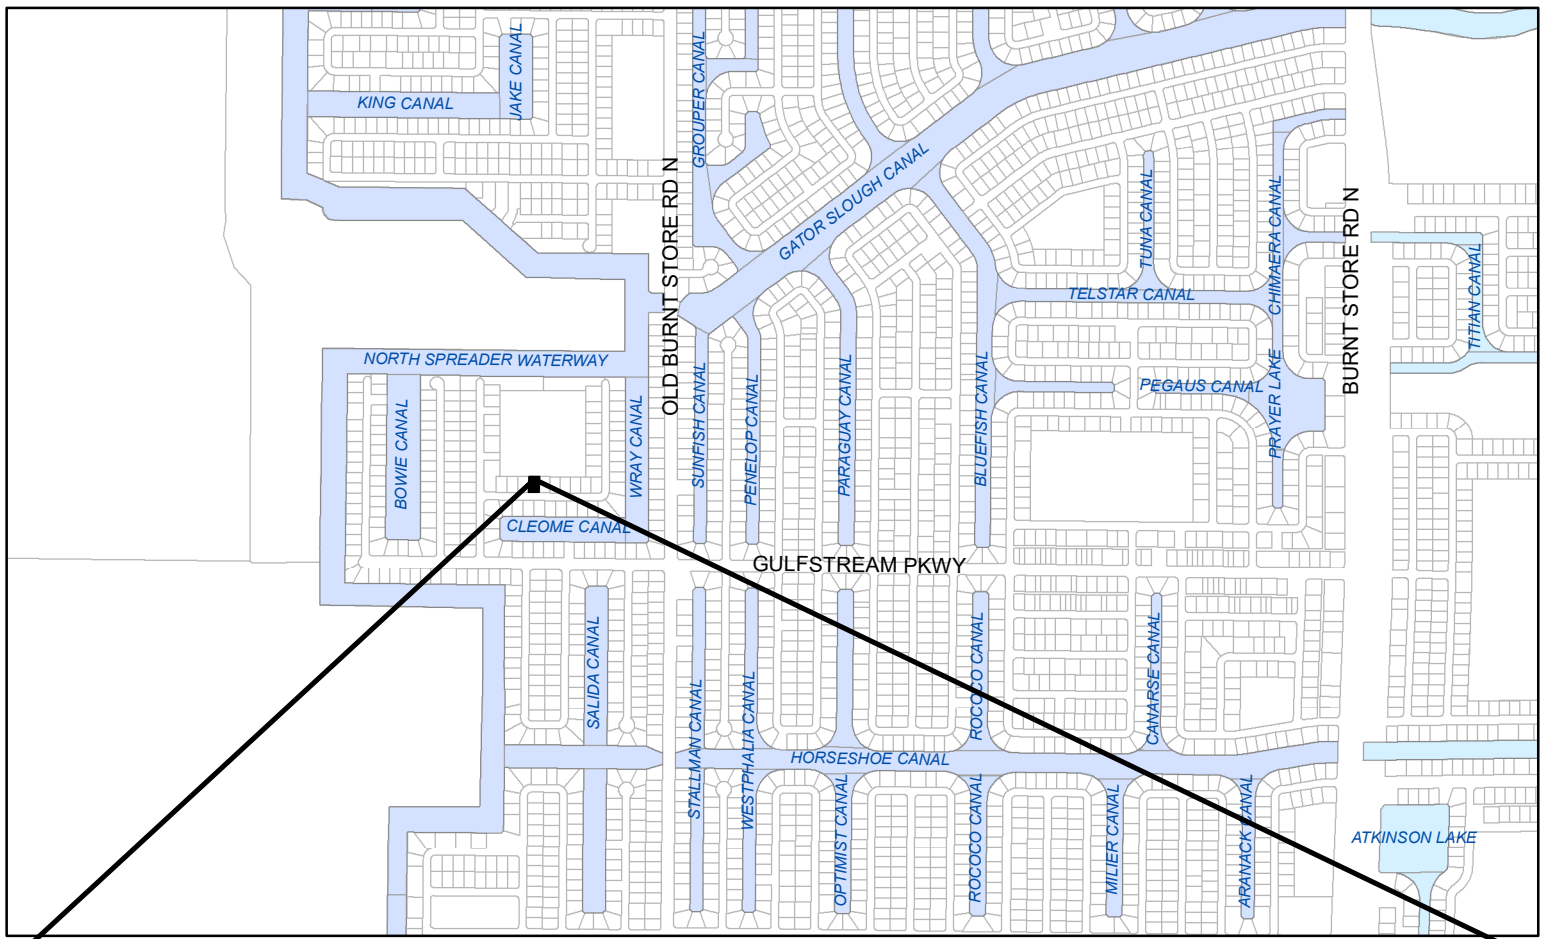 JAKE CANAL
KING CANAL
GROUPER CANAL
GATOR SLOUGH CANAL
OLD BURNT STORE RD N
TUNA CANAL
CHIMAERA CANAL
BURNT STORE RD N
TITIAN CANAL
TELSTAR CANAL
NORTH SPREADER WATERWAY
BOWIE CANAL
WRAY CANAL
SUNFISH CANAL
PENELOP CANAL
PARAGUAY CANAL
BLUEFISH CANAL
PEGAUS CANAL
PRAYER LAKE
CLEOME CANAL
GULFSTREAM PKWY
SALIDA CANAL
STALLMAN CANAL
WESTPHALIA CANAL
ROCOCO CANAL
CANARSE CANAL
HORSESHOE CANAL
OPTIMIST CANAL
ROCOCO CANAL
MILIER CANAL
ARANACK CANAL
ATKINSON LAKE